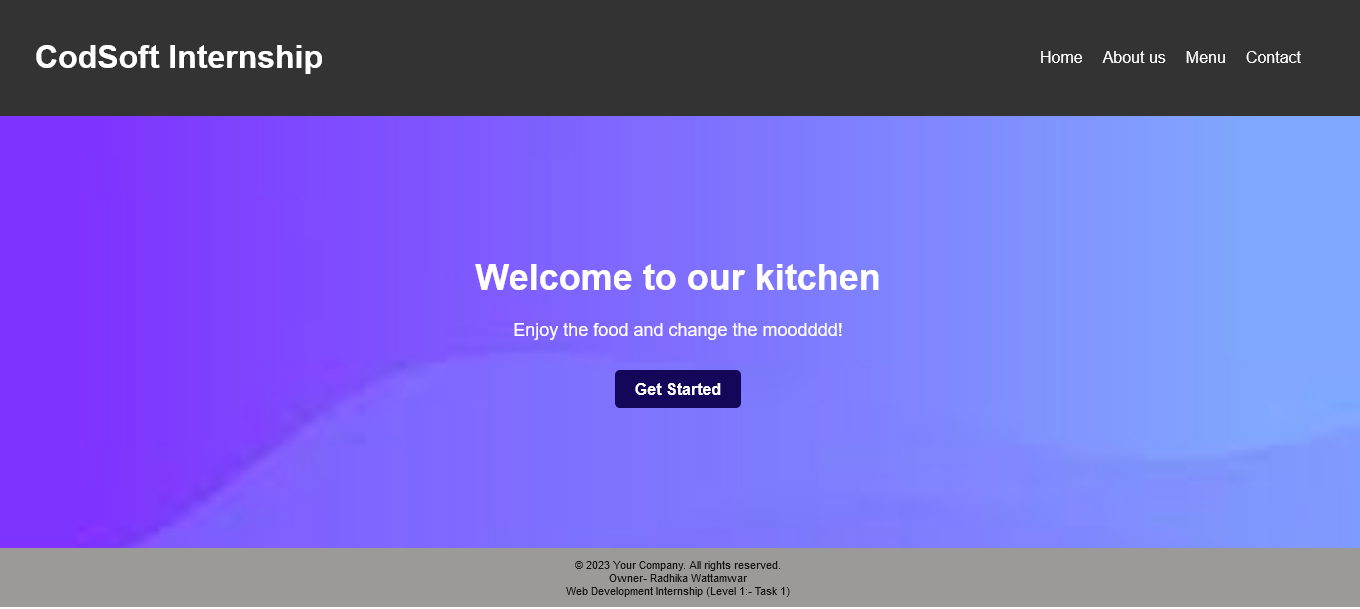 CodSoft Internship
Home About us Menu Contact
Welcome to our kitchen
Enjoy the food and change the moodddd!
Get Started
© 2023 Your Company. All rights reserved.
Owner- Radhika Wattamwar
Web Development Internship (Level 1:- Task 1)